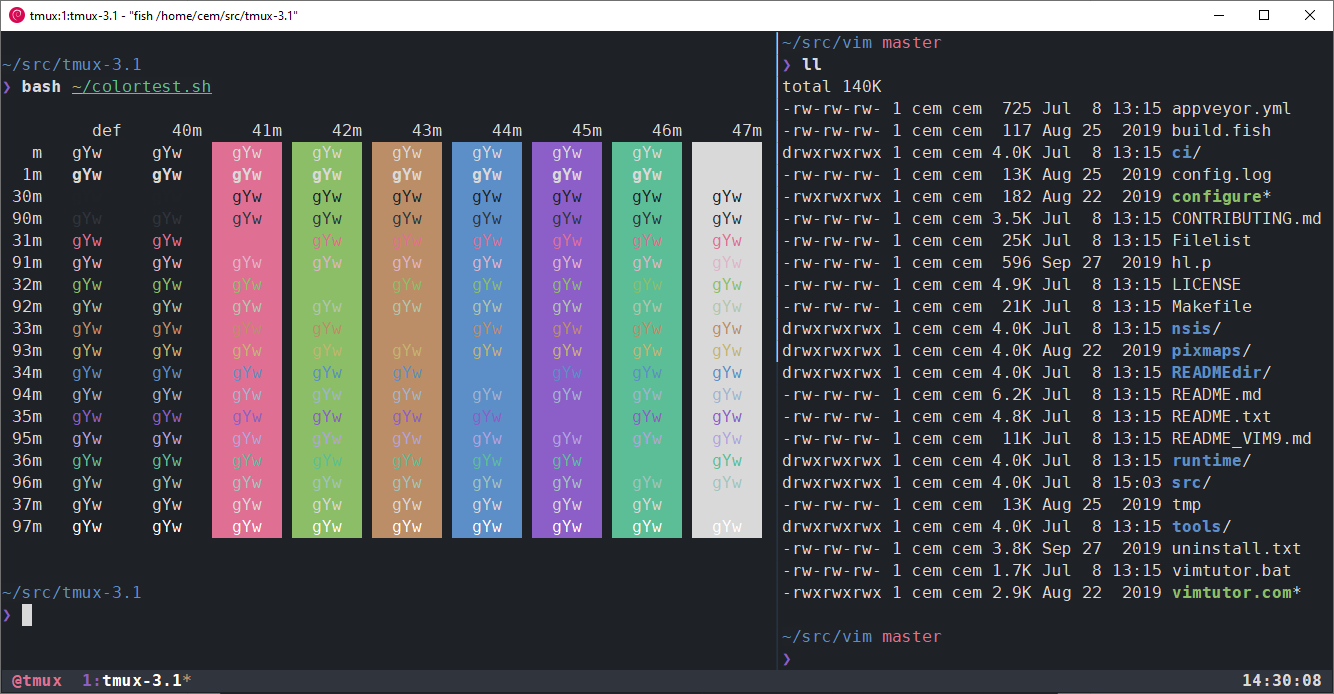 tmux:1:tmux-3.1 - "fish /home/cem/src/tmux-3.1"
~/src/tmux-3.1
❯ bash ~/colortest.sh
def 40m 41m 42m 43m 44m 45m 46m 47m
m gYw gYw gYw gYw gYw gYw gYw gYw
1m gYw gYw gYw gYw gYw gYw gYw gYw
30m gYw gYw gYw gYw gYw gYw gYw
90m gYw gYw gYw gYw gYw gYw gYw gYw gYw
31m gYw gYw gYw gYw gYw gYw gYw gYw
91m gYw gYw gYw gYw gYw gYw gYw gYw gYw
32m gYw gYw gYw gYw gYw gYw gYw gYw
92m gYw gYw gYw gYw gYw gYw gYw gYw gYw
33m gYw gYw gYw gYw gYw gYw gYw gYw
93m gYw gYw gYw gYw gYw gYw gYw gYw gYw
34m gYw gYw gYw gYw gYw gYw gYw gYw
94m gYw gYw gYw gYw gYw gYw gYw gYw gYw
35m gYw gYw gYw gYw gYw gYw gYw gYw
95m gYw gYw gYw gYw gYw gYw gYw gYw gYw
36m gYw gYw gYw gYw gYw gYw gYw gYw
96m gYw gYw gYw gYw gYw gYw gYw gYw gYw
37m gYw gYw gYw gYw gYw gYw gYw gYw
97m gYw gYw gYw gYw gYw gYw gYw gYw gYw
~/src/tmux-3.1
❯
~/src/vim master
❯ ll
total 140K
-rw-rw-rw- 1 cem cem 725 Jul 8 13:15 appveyor.yml
-rw-rw-rw- 1 cem cem 117 Aug 25 2019 build.fish
drwxrwxrwx 1 cem cem 4.0K Jul 8 13:15 ci/
-rw-rw-rw- 1 cem cem 13K Aug 25 2019 config.log
-rwxrwxrwx 1 cem cem 182 Aug 22 2019 configure*
-rw-rw-rw- 1 cem cem 3.5K Jul 8 13:15 CONTRIBUTING.md
-rw-rw-rw- 1 cem cem 25K Jul 8 13:15 Filelist
-rw-rw-rw- 1 cem cem 596 Sep 27 2019 hl.p
-rw-rw-rw- 1 cem cem 4.9K Jul 8 13:15 LICENSE
-rw-rw-rw- 1 cem cem 21K Jul 8 13:15 Makefile
drwxrwxrwx 1 cem cem 4.0K Jul 8 13:15 nsis/
drwxrwxrwx 1 cem cem 4.0K Aug 22 2019 pixmaps/
drwxrwxrwx 1 cem cem 4.0K Jul 8 13:15 READMEdir/
-rw-rw-rw- 1 cem cem 6.2K Jul 8 13:15 README.md
-rw-rw-rw- 1 cem cem 4.8K Jul 8 13:15 README.txt
-rw-rw-rw- 1 cem cem 11K Jul 8 13:15 README_VIM9.md
drwxrwxrwx 1 cem cem 4.0K Jul 8 13:15 runtime/
drwxrwxrwx 1 cem cem 4.0K Jul 8 15:03 src/
-rw-rw-rw- 1 cem cem 13K Aug 25 2019 tmp
drwxrwxrwx 1 cem cem 4.0K Jul 8 13:15 tools/
-rw-rw-rw- 1 cem cem 3.8K Sep 27 2019 uninstall.txt
-rw-rw-rw- 1 cem cem 1.7K Jul 8 13:15 vimtutor.bat
-rwxrwxrwx 1 cem cem 2.9K Aug 22 2019 vimtutor.com*
~/src/vim master
❯
@tmux 1:tmux-3.1* 14:30:08